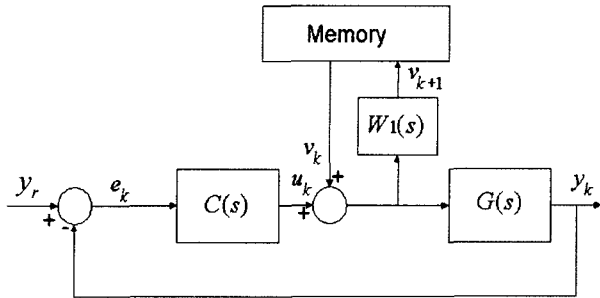 Memory
v_{k+1}
W1(s)
v_k
+
y_r
e_k
C(s)
u_k
+
G(s)
y_k
+
-